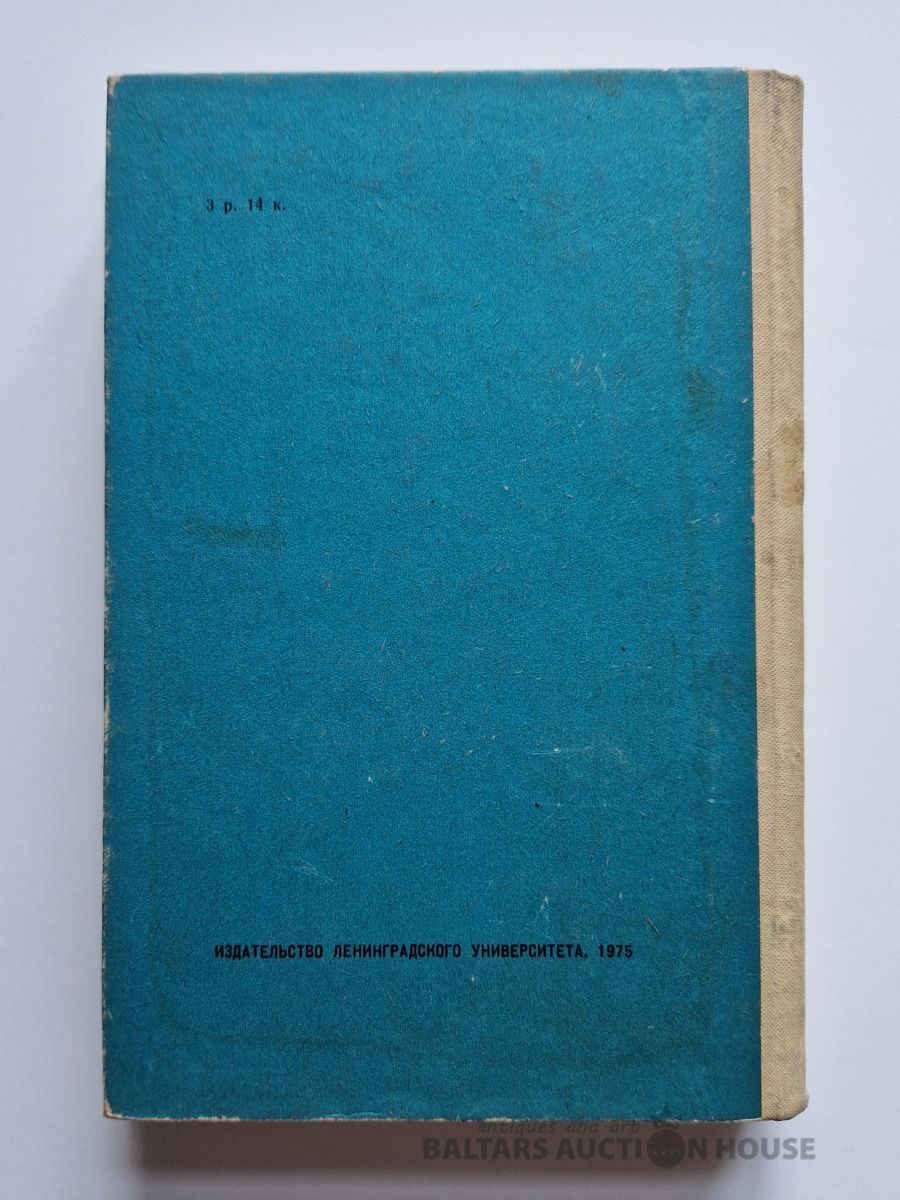 3 р. 14 к.
ИЗДАТЕЛЬСТВО ЛЕНИНГРАДСКОГО УНИВЕРСИТЕТА, 1975
antiques and art
BALTARS AUCTION HOUSE